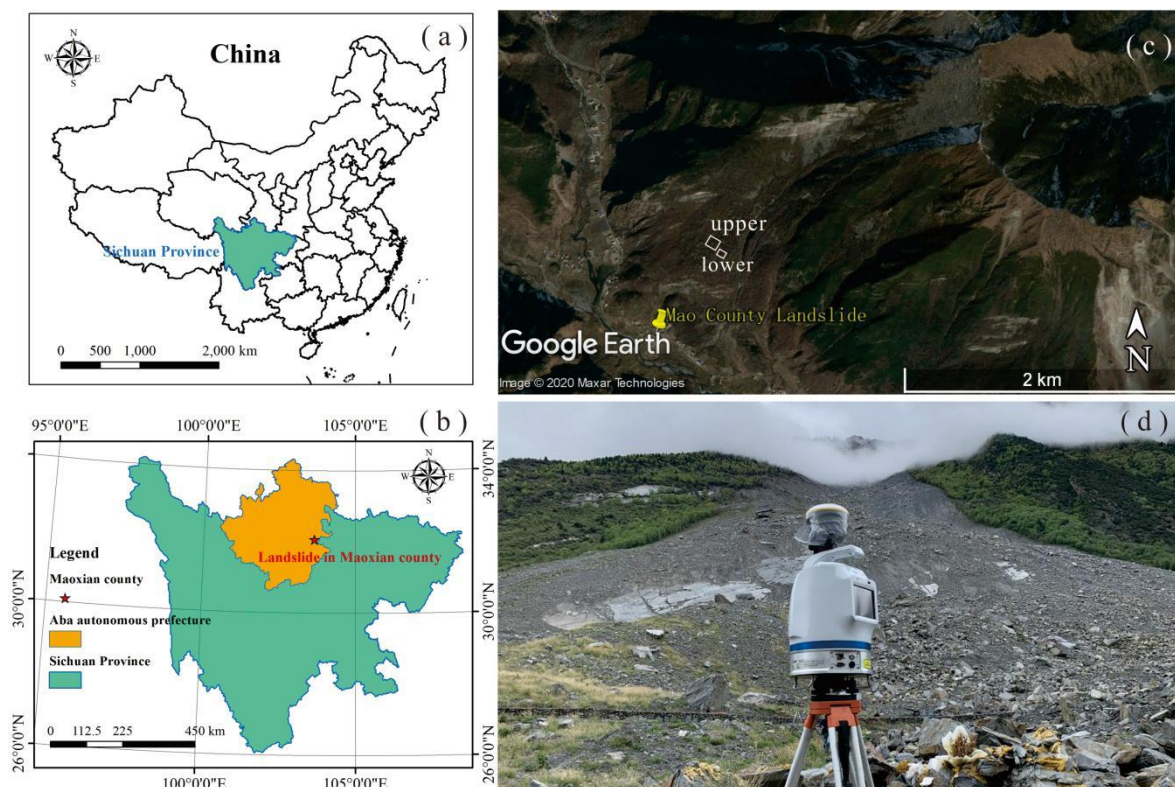 China
( a )
N
W
E
S
Sichuan Province
0 500 1,000 2,000 km
( c )
upper
lower
Mao County Landslide
Google Earth
Image © 2020 Maxar Technologies
2 km
N
95°0'0"E 100°0'0"E 105°0'0"E
( b )
N
W
E
S
34°0'0"N
Landslide in Maoxian county
Legend
Maoxian county
30°0'0"N
30°0'0"N
Aba autonomous prefecture
Sichuan Province
0 112.5 225 450 km
26°0'0"N
26°0'0"N
100°0'0"E 105°0'0"E
( d )